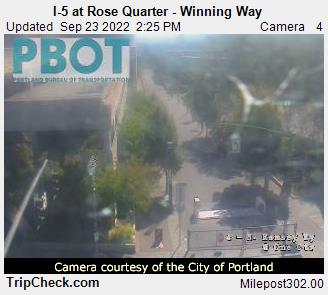 I-5 at Rose Quarter - Winning Way
Updated Sep 23 2022 2:25 PM Camera 4
PBOT
PORTLAND BUREAU OF TRANSPORTATION
Camera courtesy of the City of Portland
TripCheck.com Milepost302.00